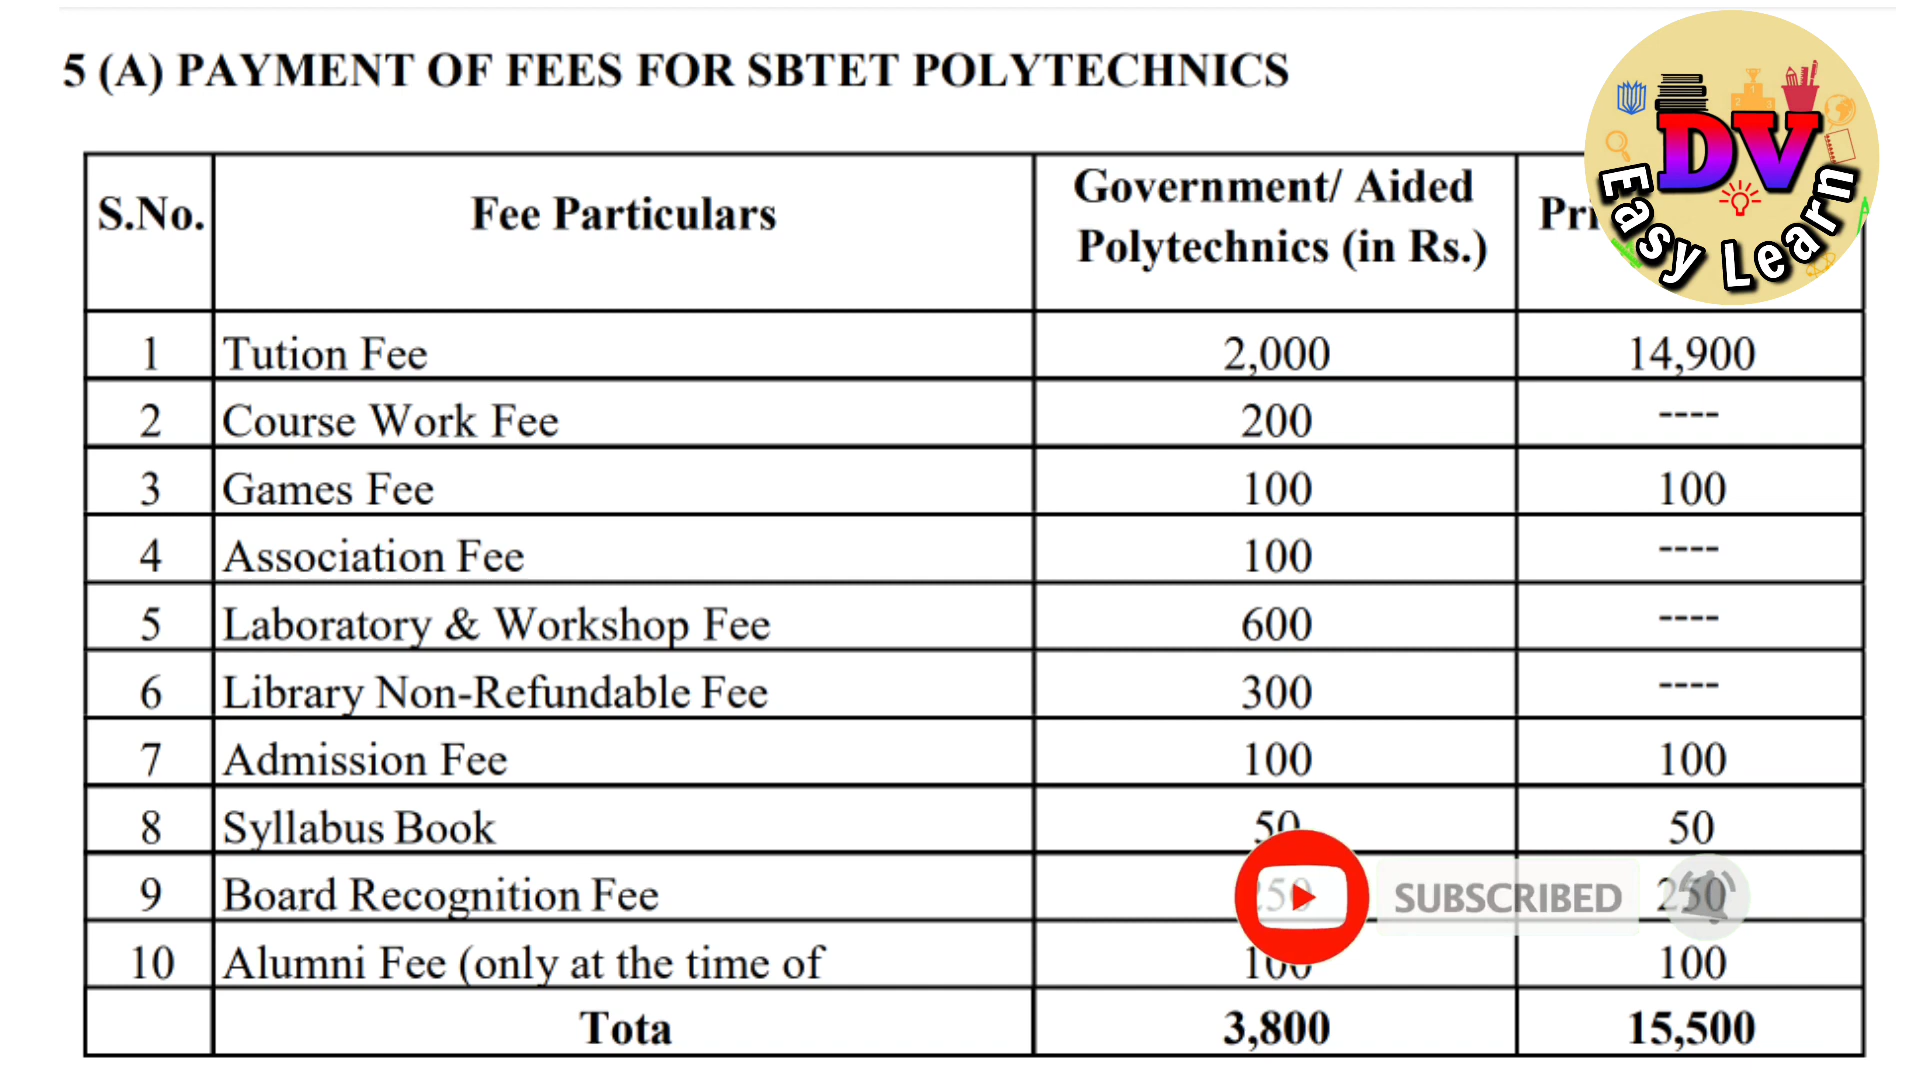 5 (A) PAYMENT OF FEES FOR SBTET POLYTECHNICS
DV
Easy Learn
S.No. Fee Particulars Government/ Aided Polytechnics (in Rs.)
1 Tution Fee 2,000 14,900
2 Course Work Fee 200 ----
3 Games Fee 100 100
4 Association Fee 100 ----
5 Laboratory & Workshop Fee 600 ----
6 Library Non-Refundable Fee 300 ----
7 Admission Fee 100 100
8 Syllabus Book 50 50
9 Board Recognition Fee 250 SUBSCRIBED 250
10 Alumni Fee (only at the time of 100 100
Tota 3,800 15,500